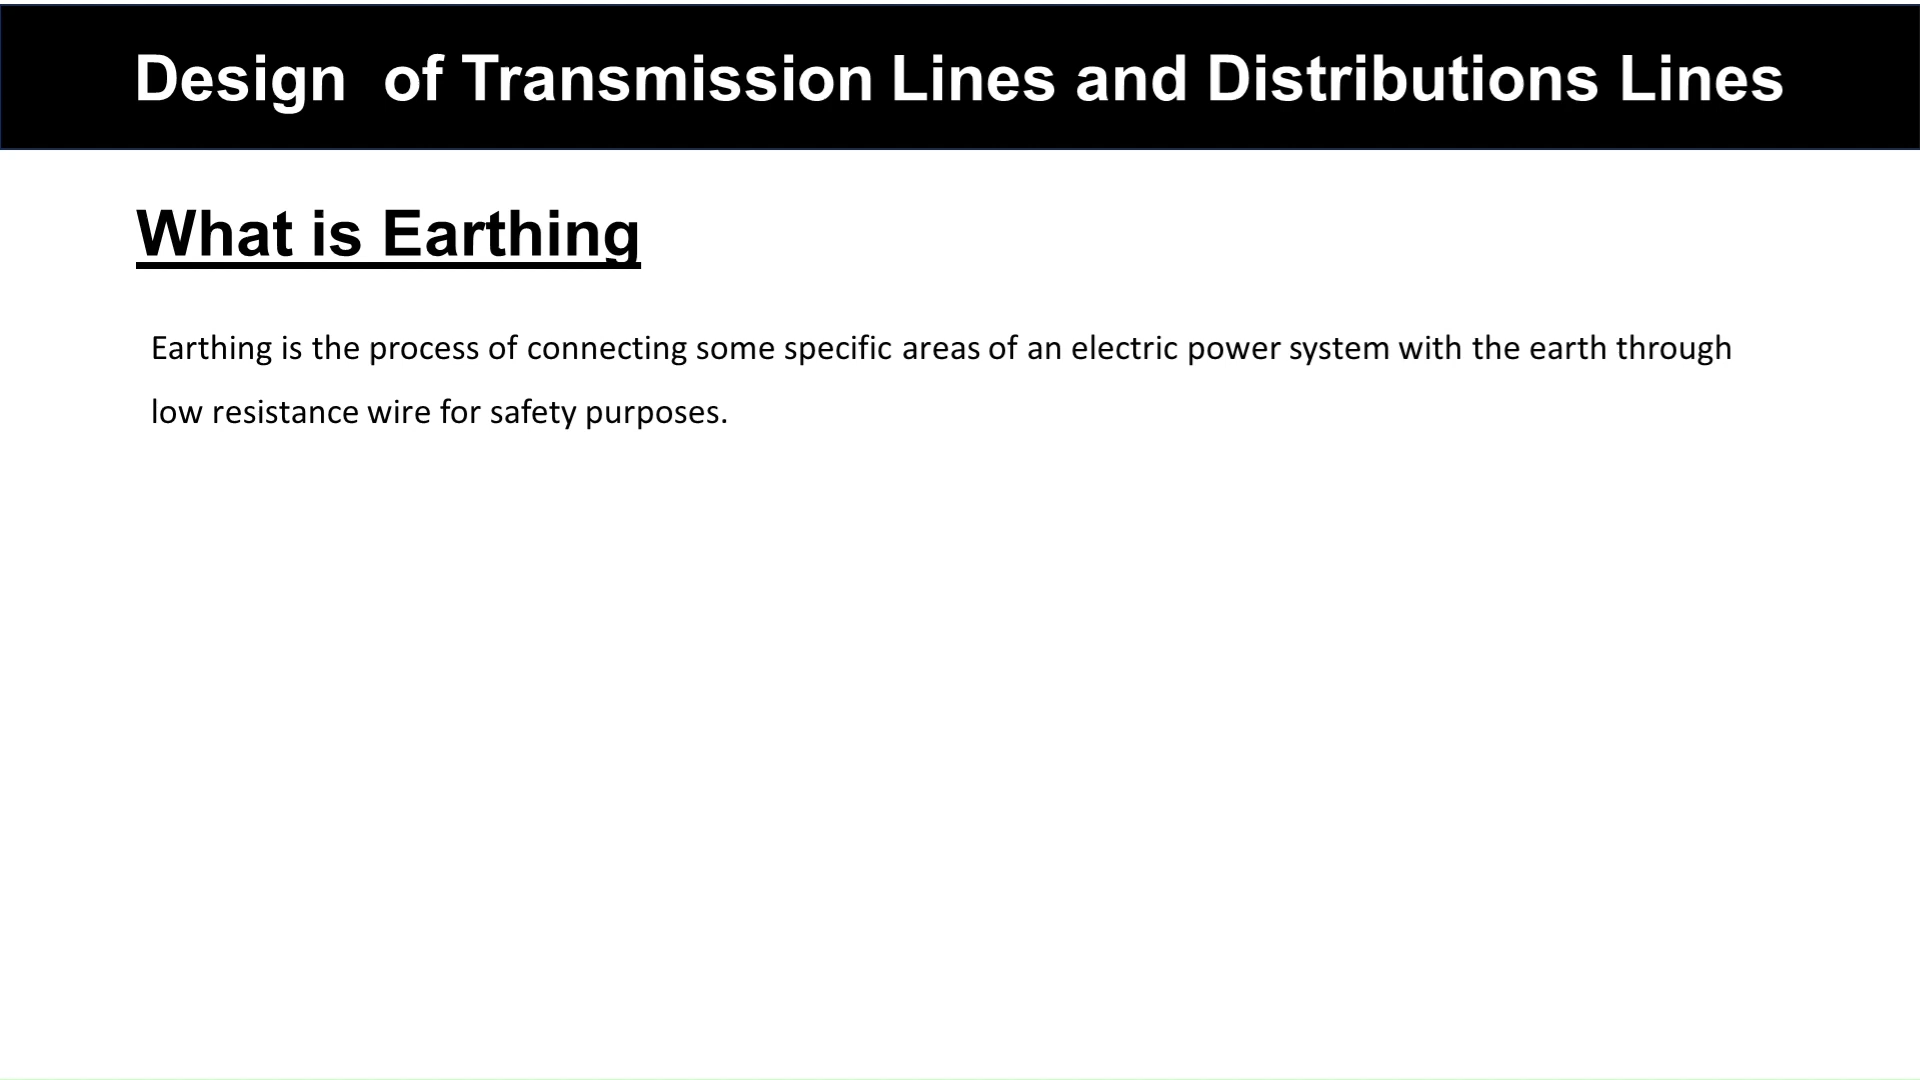 Design  of Transmission Lines and Distributions Lines
What is Earthing
Earthing is the process of connecting some specific areas of an electric power system with the earth through
low resistance wire for safety purposes.